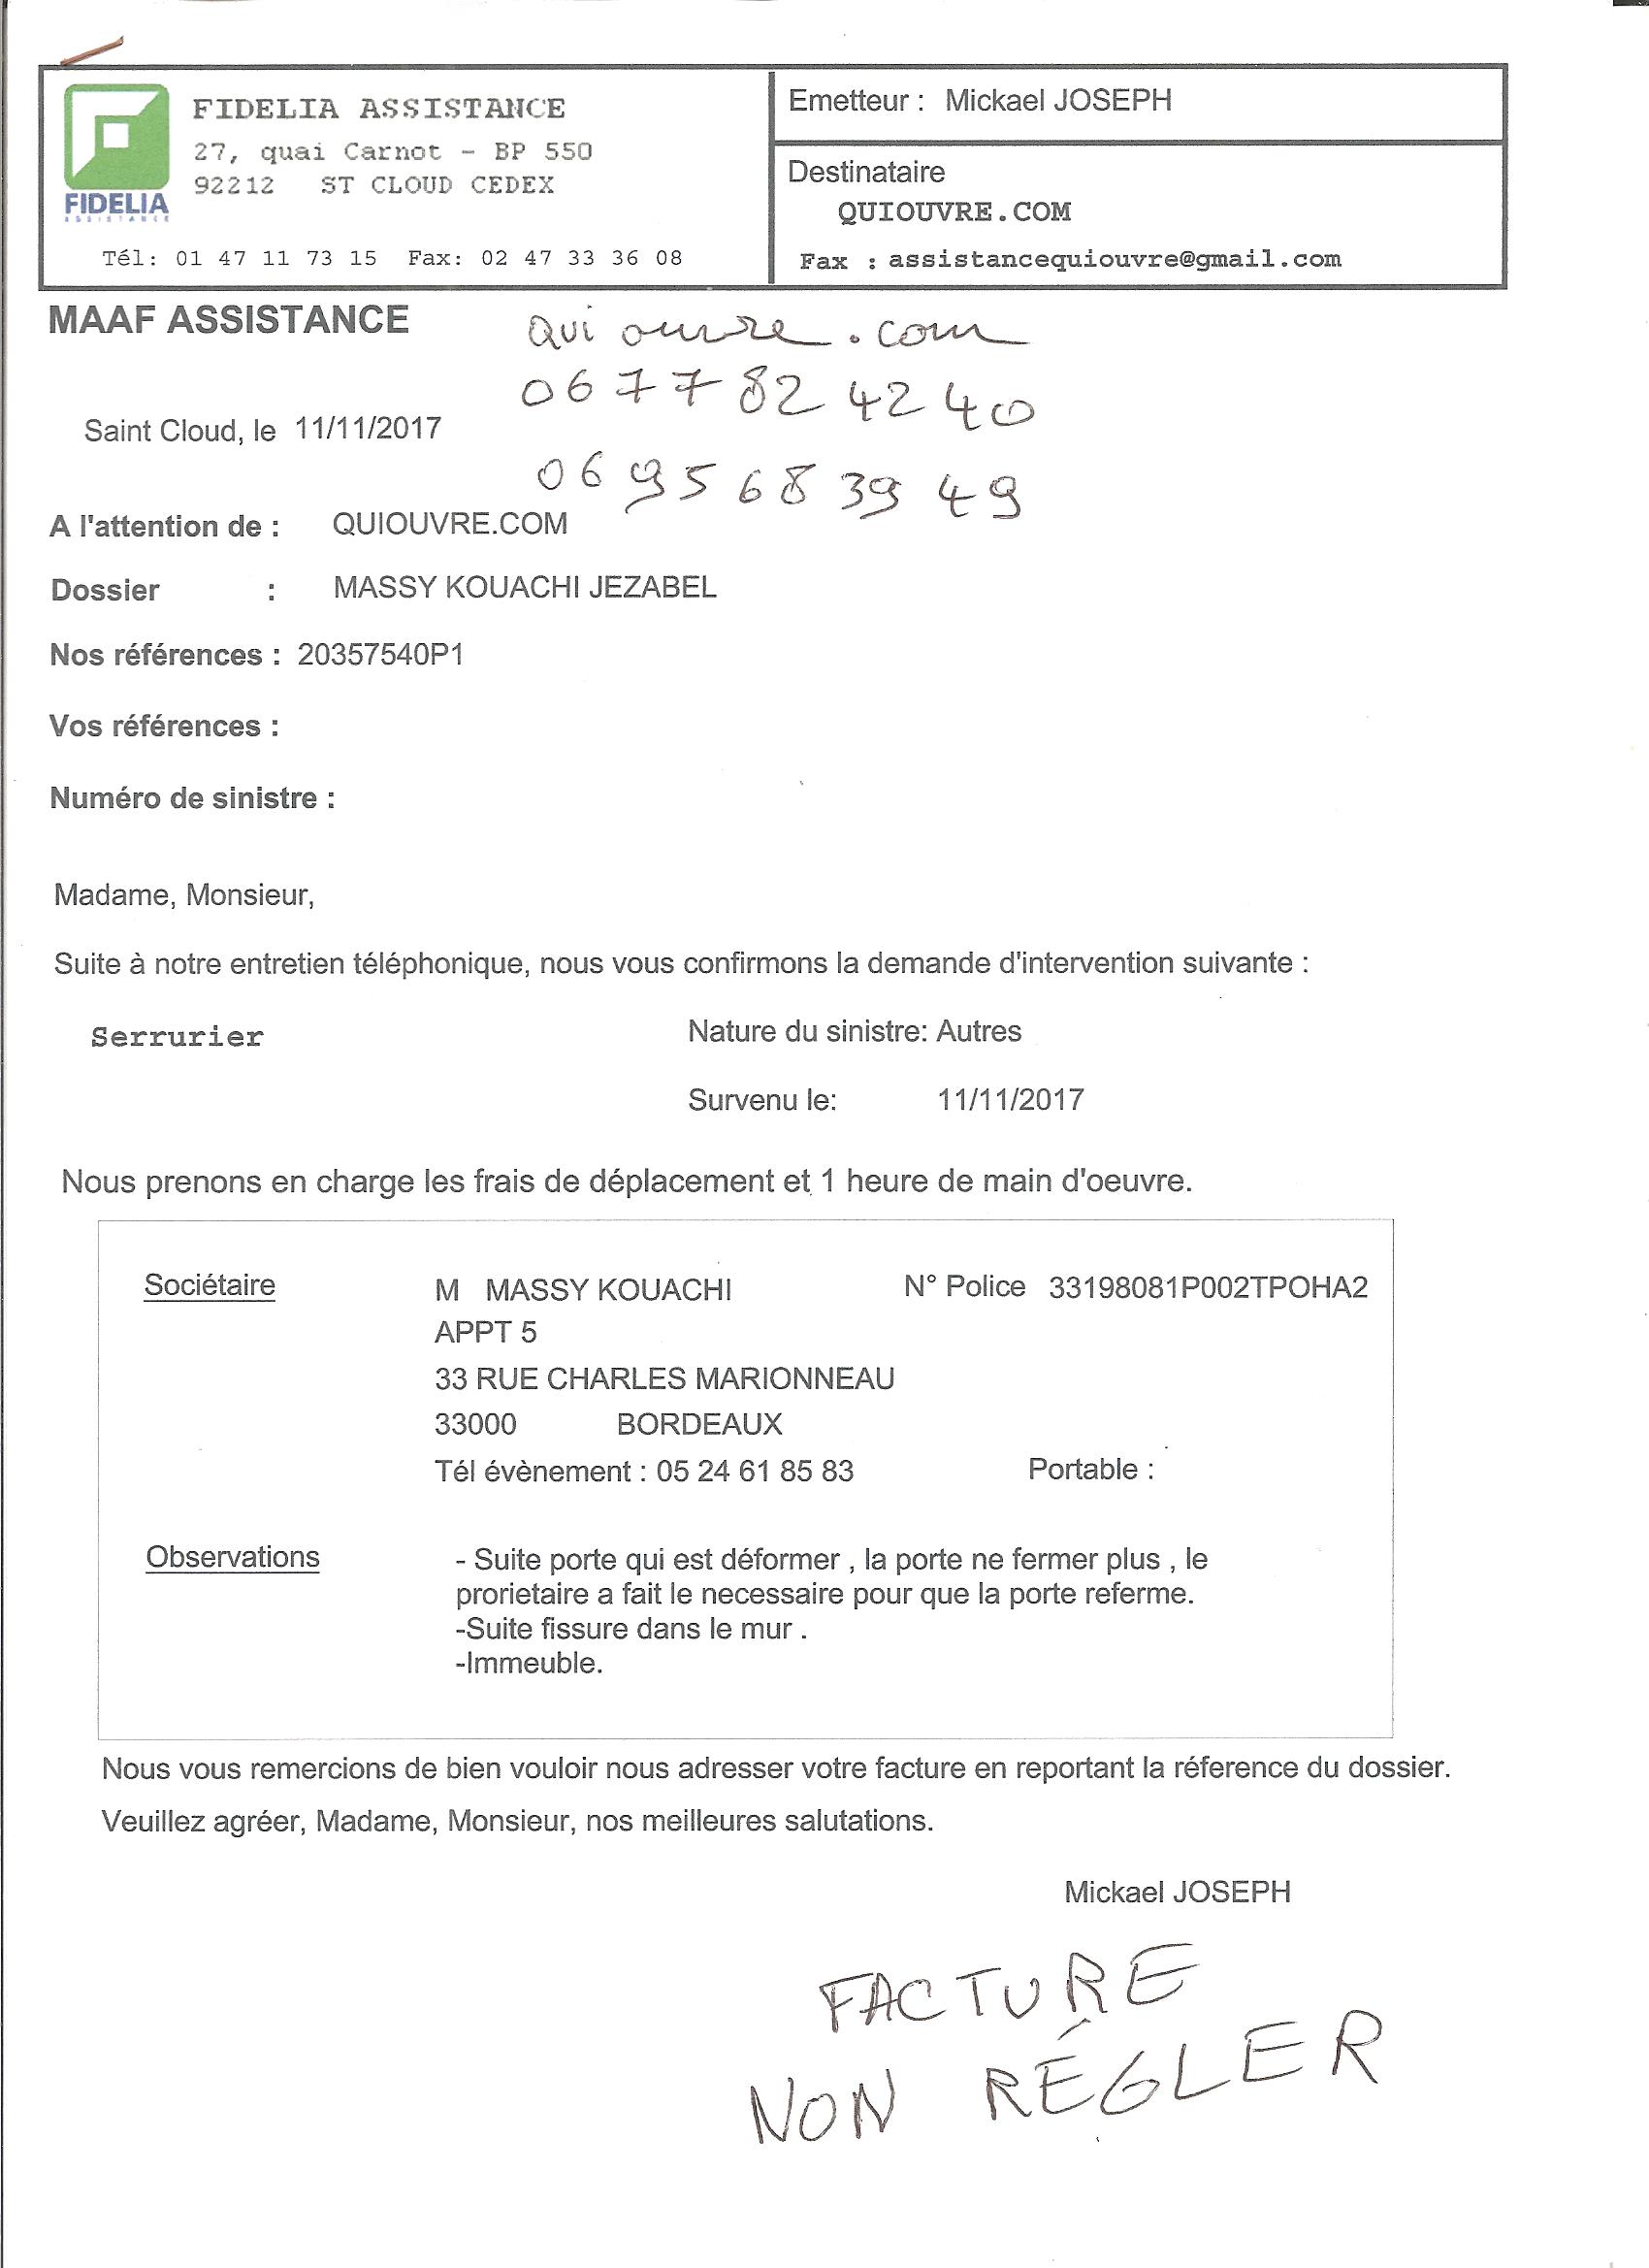 FIDELIA ASSISTANCE
27, quai Carnot - BP 550
92212 ST CLOUD CEDEX
FIDELIA
ASSISTANCE
Tél: 01 47 11 73 15 Fax: 02 47 33 36 08
Emetteur : Mickael JOSEPH
Destinataire
QUIOUVRE.COM
Fax : assistancequiouvre@gmail.com
MAAF ASSISTANCE
Qui ouvre.com
06 77 82 42 40
Saint Cloud, le 11/11/2017
06 95 68 39 49
A l'attention de : QUIOUVRE.COM
Dossier : MASSY KOUACHI JEZABEL
Nos références : 20357540P1
Vos références :
Numéro de sinistre :
Madame, Monsieur,
Suite à notre entretien téléphonique, nous vous confirmons la demande d'intervention suivante :
Serrurier Nature du sinistre: Autres
Survenu le: 11/11/2017
Nous prenons en charge les frais de déplacement et 1 heure de main d'oeuvre.
Sociétaire M MASSY KOUACHI N° Police 33198081P002TPOHA2
APPT 5
33 RUE CHARLES MARIONNEAU
33000 BORDEAUX
Tél évènement : 05 24 61 85 83 Portable :
Observations - Suite porte qui est déformer , la porte ne fermer plus , le
prorietaire a fait le necessaire pour que la porte referme.
-Suite fissure dans le mur .
-Immeuble.
Nous vous remercions de bien vouloir nous adresser votre facture en reportant la réference du dossier.
Veuillez agréer, Madame, Monsieur, nos meilleures salutations.
Mickael JOSEPH
FACTURE
NON RÉGLER